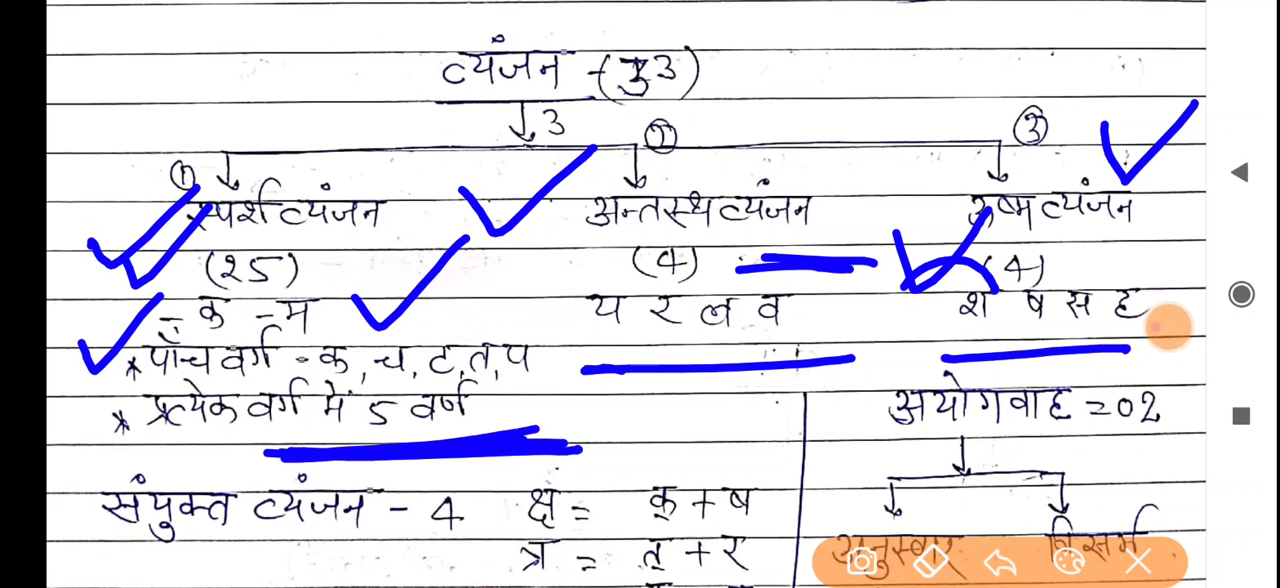 व्यंजन - (33)
3
① ② ③
स्पर्श व्यंजन अन्तस्थ व्यंजन ऊष्म व्यंजन
(25) (4) (4)
- क - म य र ल व श ष स ह
* पाँच वर्ग - क, च, ट, त, प
* प्रत्येक वर्ग में 5 वर्ण अयोगवाह = 02
संयुक्त व्यंजन - 4 क्ष = क् + ष
त्र = त् + र अनुस्वार विसर्ग